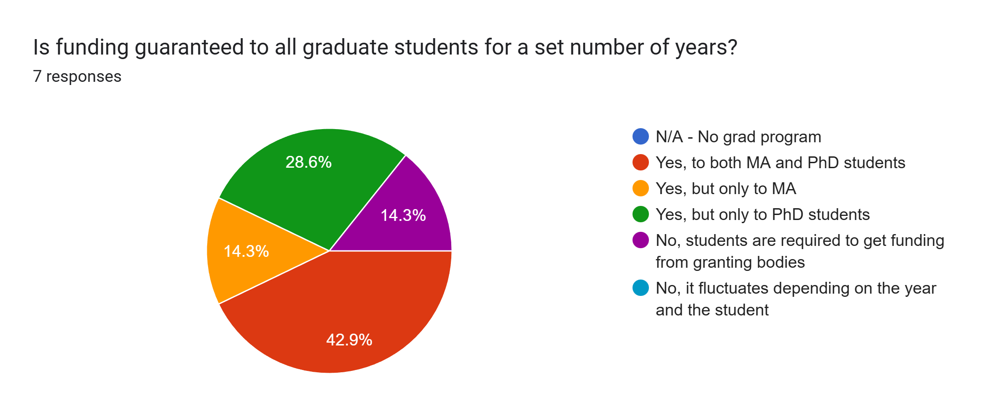 Is funding guaranteed to all graduate students for a set number of years?
7 responses
28.6%
14.3%
14.3%
42.9%
N/A - No grad program
Yes, to both MA and PhD students
Yes, but only to MA
Yes, but only to PhD students
No, students are required to get funding
from granting bodies
No, it fluctuates depending on the year
and the student